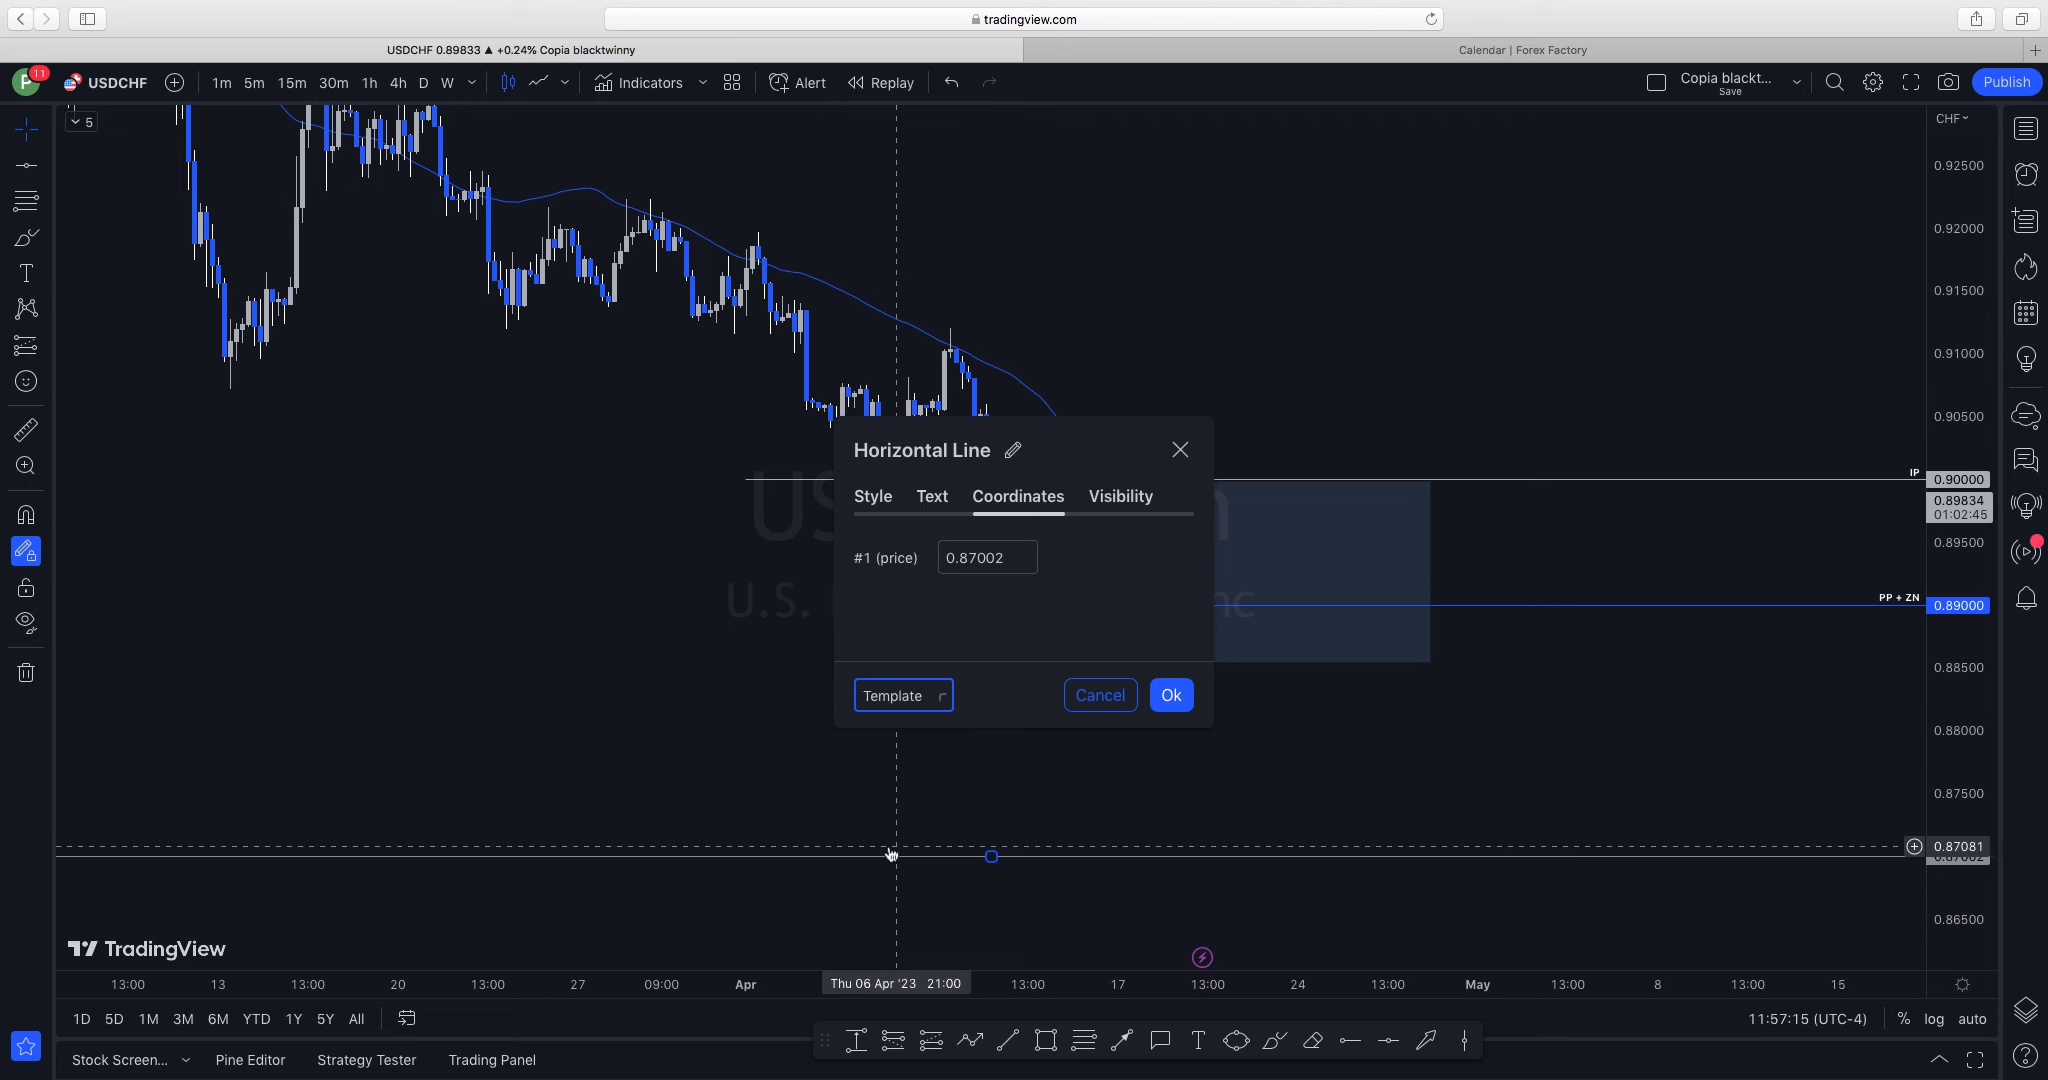 tradingview.com
USDCHF 0.89833 ▲ +0.24% Copia blacktwinny
Calendar | Forex Factory
P 11 USDCHF 1m 5m 15m 30m 1h 4h D W Indicators Alert Replay Copia blackt... Publish
Save
5
CHF
0.92500
0.92000
0.91500
0.91000
0.90500
IP 0.90000
0.89834
01:02:45
0.89500
PP + ZN 0.89000
0.88500
0.88000
0.87500
0.87081
0.87002
0.86500
Horizontal Line
Style Text Coordinates Visibility
#1 (price) 0.87002
Template Cancel Ok
U.S.
TradingView
13:00 13 13:00 20 13:00 27 09:00 Apr Thu 06 Apr '23 21:00 13:00 17 13:00 24 13:00 May 13:00 8 13:00 15
1D 5D 1M 3M 6M YTD 1Y 5Y All 11:57:15 (UTC-4) % log auto
Stock Screen... Pine Editor Strategy Tester Trading Panel